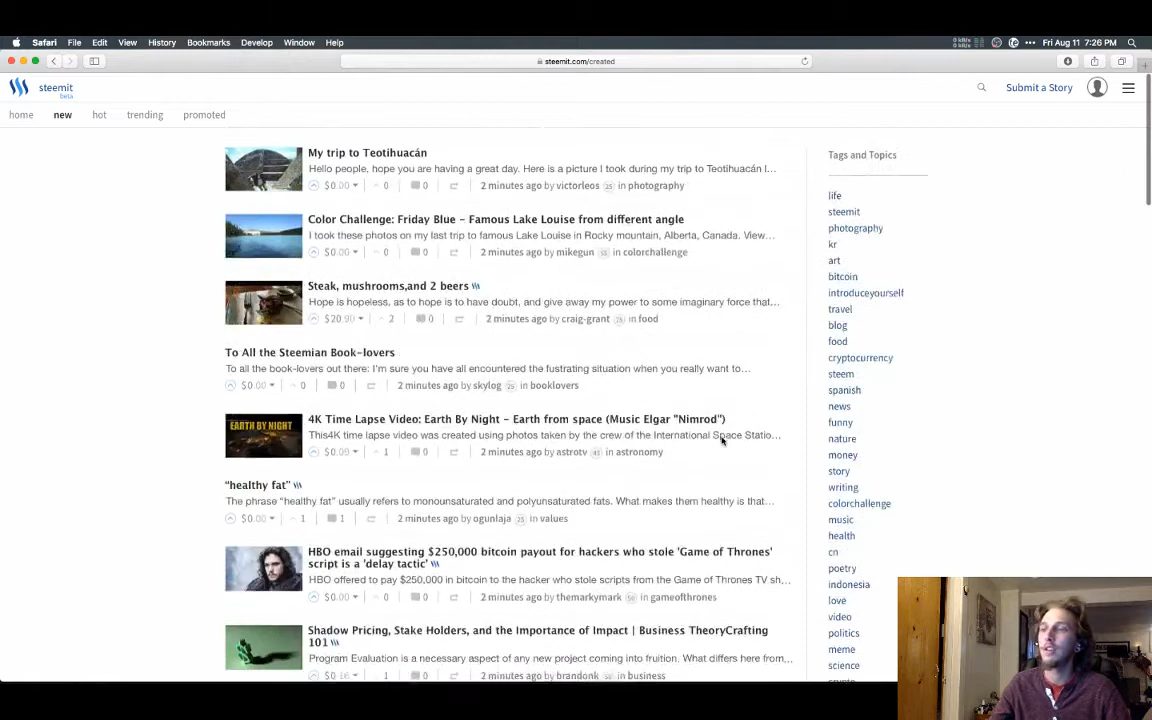 Safari File Edit View History Bookmarks Develop Window Help
0 kB/s
0 kB/s
Fri Aug 11 7:26 PM
steemit.com/created
steemit
beta
Submit a Story
home new hot trending promoted
My trip to Teotihuacán
Hello people, hope you are having a great day. Here is a picture I took during my trip to Teotihuacán l...
$0.00 0 0 2 minutes ago by victorleos 25 in photography
Color Challenge: Friday Blue - Famous Lake Louise from different angle
I took these photos on my last trip to famous Lake Louise in Rocky mountain, Alberta, Canada. View...
$0.00 0 0 2 minutes ago by mikegun in colorchallenge
Steak, mushrooms,and 2 beers
Hope is hopeless, as to hope is to have doubt, and give away my power to some imaginary force that...
$20.90 2 0 2 minutes ago by craig-grant in food
To All the Steemian Book-lovers
To all the book-lovers out there: I'm sure you have all encountered the frustrating situation when you really want to...
$0.00 0 0 2 minutes ago by skylog 25 in booklovers
EARTH BY NIGHT
4K Time Lapse Video: Earth By Night - Earth from space (Music Elgar "Nimrod")
This4K time lapse video was created using photos taken by the crew of the International Space Statio...
$0.09 1 0 2 minutes ago by astrotv in astronomy
"healthy fat"
The phrase "healthy fat" usually refers to monounsaturated and polyunsaturated fats. What makes them healthy is that...
$0.00 1 1 2 minutes ago by ogunlaja 25 in values
HBO email suggesting $250,000 bitcoin payout for hackers who stole 'Game of Thrones'
script is a 'delay tactic'
HBO offered to pay $250,000 in bitcoin to the hacker who stole scripts from the Game of Thrones TV sh...
$0.00 0 0 2 minutes ago by themarkymark in gameofthrones
Shadow Pricing, Stake Holders, and the Importance of Impact | Business TheoryCrafting
101
Program Evaluation is a necessary aspect of any new project coming into fruition. What differs here from...
$0.16 1 0 2 minutes ago by brandonk in business
Tags and Topics
life
steemit
photography
kr
art
bitcoin
introduceyourself
travel
blog
food
cryptocurrency
steem
spanish
news
funny
nature
money
story
writing
colorchallenge
music
health
cn
poetry
indonesia
love
video
politics
meme
science
crypto